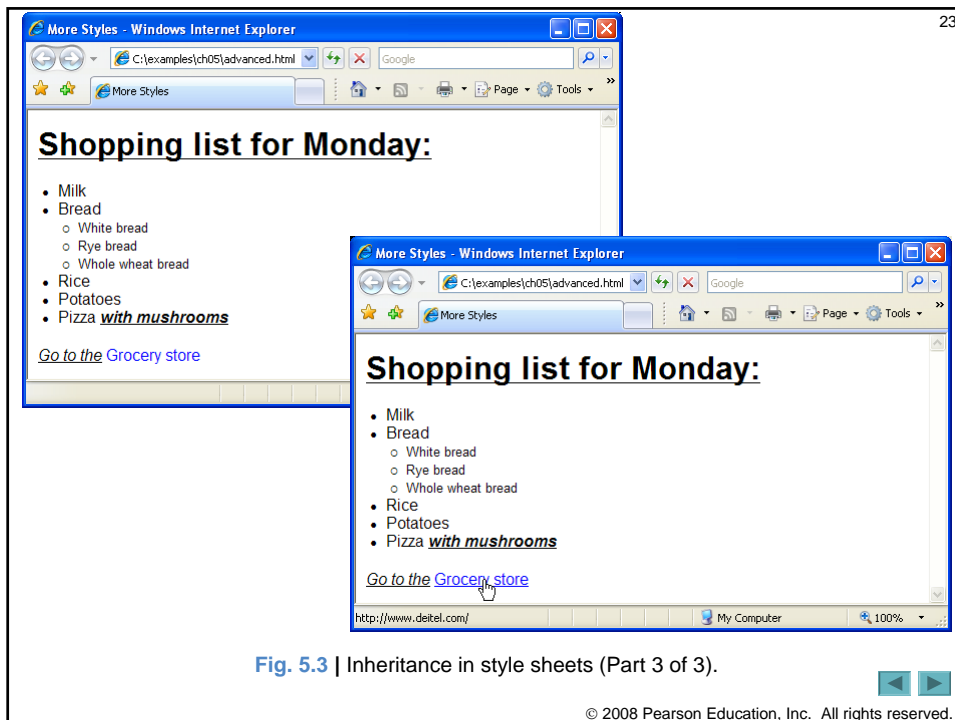 23
More Styles - Windows Internet Explorer
C:\examples\ch05\advanced.html
Google
More Styles
Page
Tools
»
Shopping list for Monday:
• Milk
• Bread
o White bread
o Rye bread
o Whole wheat bread
• Rice
• Potatoes
• Pizza with mushrooms
Go to the Grocery store
More Styles - Windows Internet Explorer
C:\examples\ch05\advanced.html
Google
More Styles
Page
Tools
»
Shopping list for Monday:
• Milk
• Bread
o White bread
o Rye bread
o Whole wheat bread
• Rice
• Potatoes
• Pizza with mushrooms
Go to the Grocery store
http://www.deitel.com/ My Computer 100%
Fig. 5.3 | Inheritance in style sheets (Part 3 of 3).
© 2008 Pearson Education, Inc. All rights reserved.